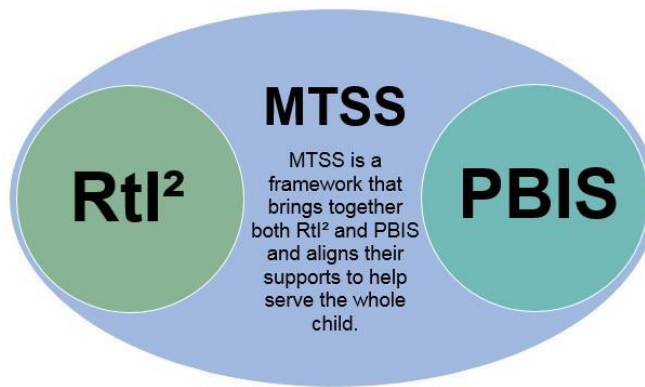 MTSS
RtI²
PBIS
MTSS is a
framework that
brings together
both RtI² and PBIS
and aligns their
supports to help
serve the whole
child.